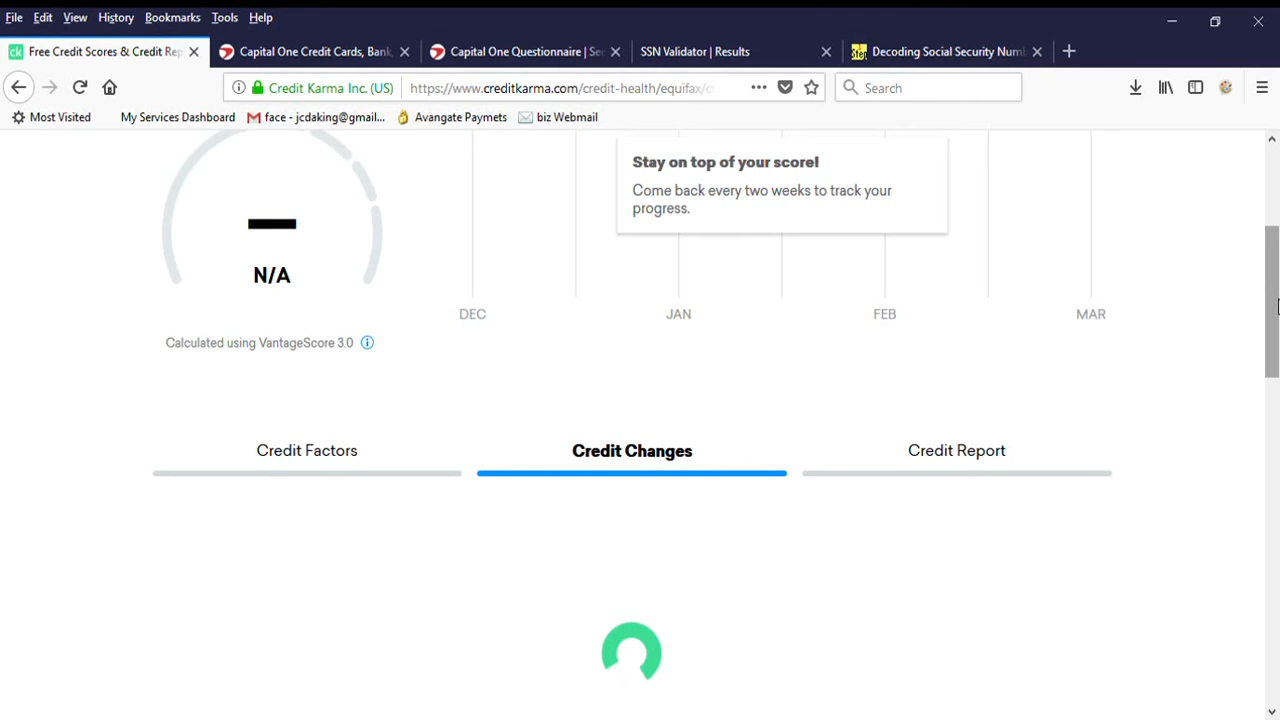 File Edit View History Bookmarks Tools Help
Free Credit Scores & Credit Rep
Capital One Credit Cards, Bank
Capital One Questionnaire | Se
SSN Validator | Results
Decoding Social Security Numb
Credit Karma Inc. (US)
https://www.creditkarma.com/credit-health/equifax/c
Search
Most Visited
My Services Dashboard
face - jcdaking@gmail...
Avangate Paymets
biz Webmail
Stay on top of your score!
Come back every two weeks to track your
progress.
N/A
DEC JAN FEB MAR
Calculated using VantageScore 3.0
Credit Factors
Credit Changes
Credit Report